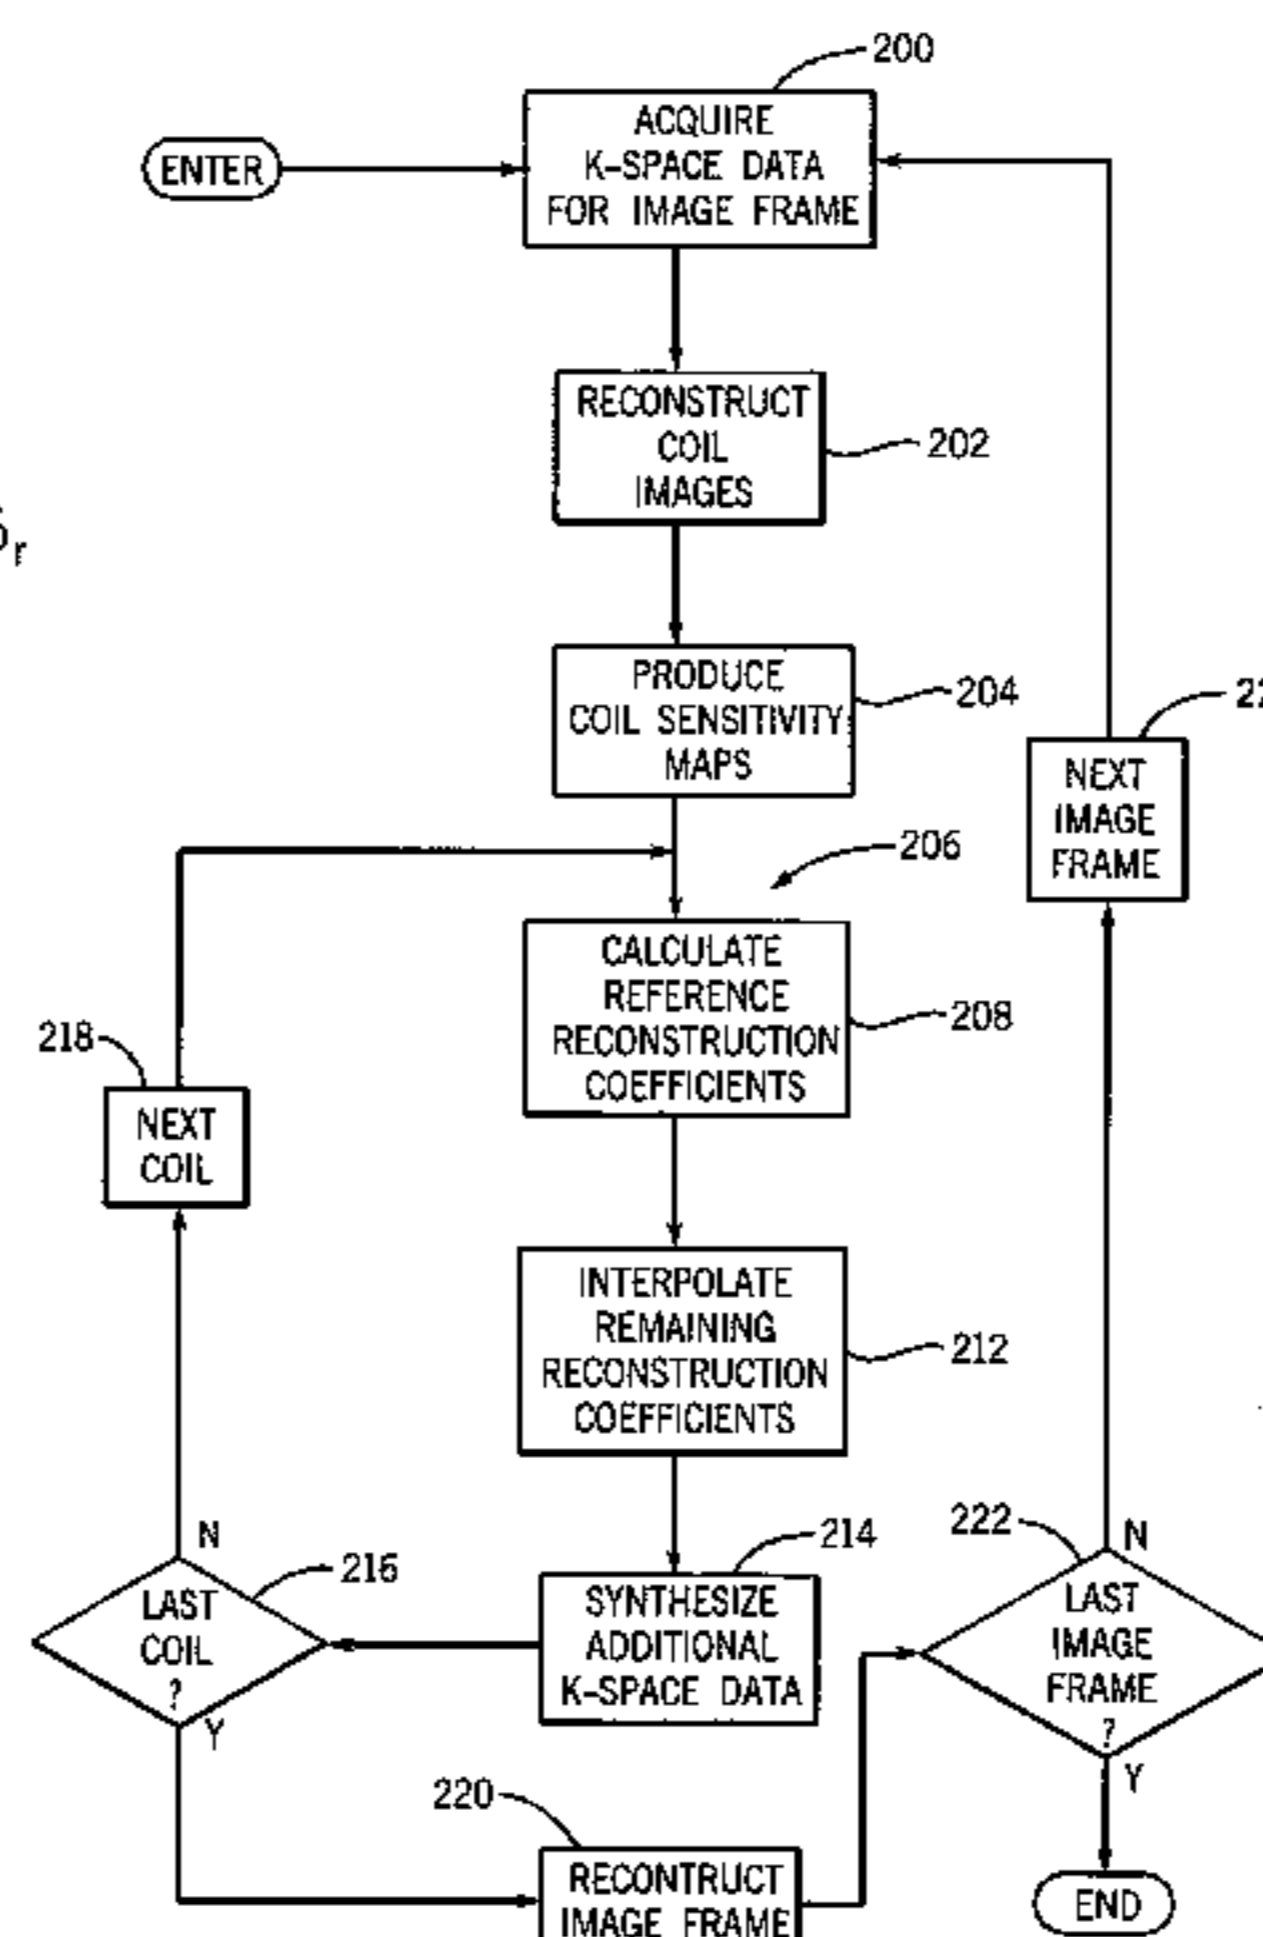 200
ACQUIRE
K-SPACE DATA
FOR IMAGE FRAME
ENTER
RECONSTRUCT
COIL
IMAGES
202
r
PRODUCE
COIL SENSITIVITY
MAPS
204
NEXT
IMAGE
FRAME
206
CALCULATE
REFERENCE
RECONSTRUCTION
COEFFICIENTS
208
218
NEXT
COIL
INTERPOLATE
REMAINING
RECONSTRUCTION
COEFFICIENTS
212
N
216
LAST
COIL
?
Y
214
SYNTHESIZE
ADDITIONAL
K-SPACE DATA
222
N
LAST
IMAGE
FRAME
?
Y
220
RECONTRUCT
IMAGE FRAME
END